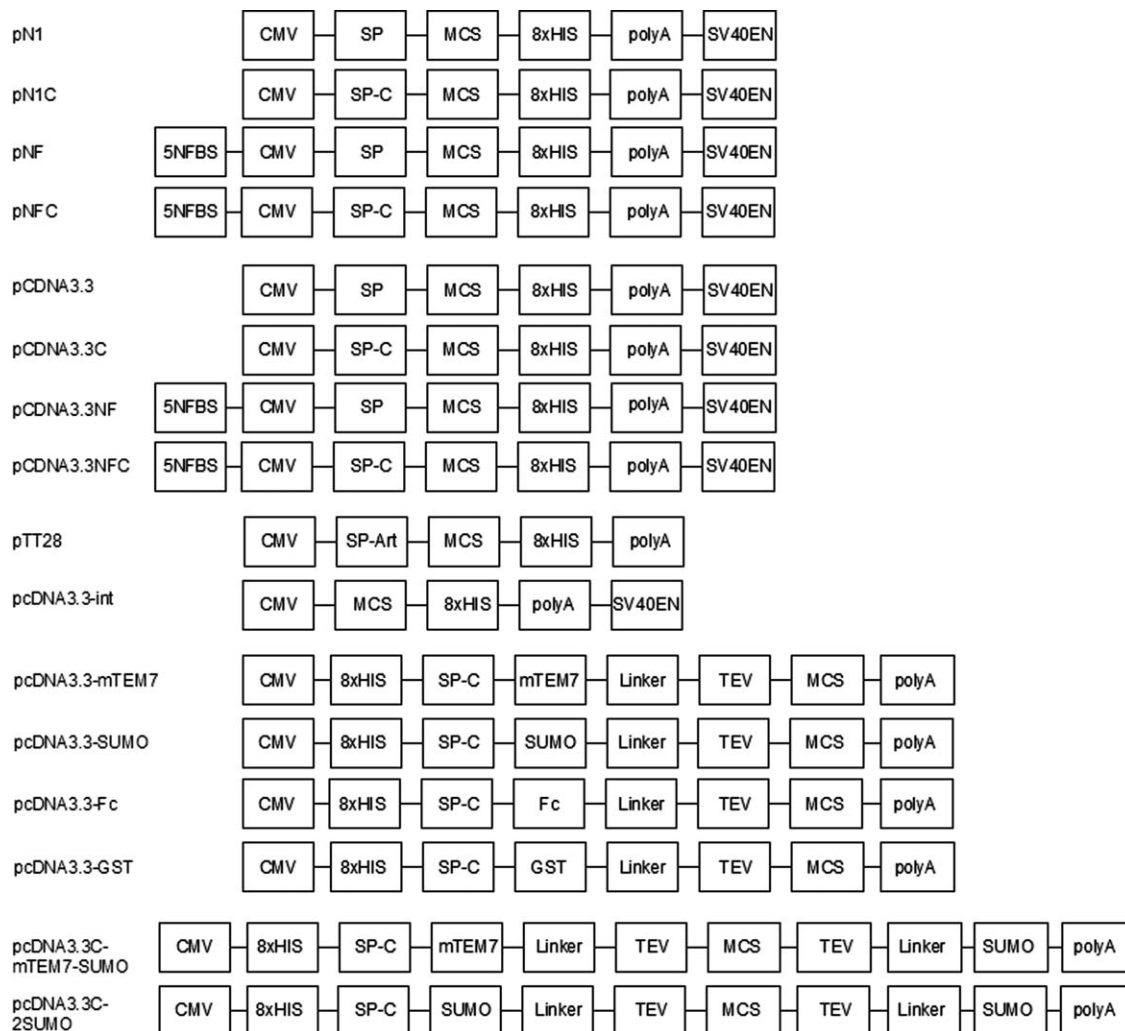 pN1 CMV SP MCS 8xHIS polyA SV40EN
pN1C CMV SP-C MCS 8xHIS polyA SV40EN
pNF 5NFBS CMV SP MCS 8xHIS polyA SV40EN
pNFC 5NFBS CMV SP-C MCS 8xHIS polyA SV40EN
pCDNA3.3 CMV SP MCS 8xHIS polyA SV40EN
pCDNA3.3C CMV SP-C MCS 8xHIS polyA SV40EN
pCDNA3.3NF 5NFBS CMV SP MCS 8xHIS polyA SV40EN
pCDNA3.3NFC 5NFBS CMV SP-C MCS 8xHIS polyA SV40EN
pTT28 CMV SP-Art MCS 8xHIS polyA
pcDNA3.3-int CMV MCS 8xHIS polyA SV40EN
pcDNA3.3-mTEM7 CMV 8xHIS SP-C mTEM7 Linker TEV MCS polyA
pcDNA3.3-SUMO CMV 8xHIS SP-C SUMO Linker TEV MCS polyA
pcDNA3.3-Fc CMV 8xHIS SP-C Fc Linker TEV MCS polyA
pcDNA3.3-GST CMV 8xHIS SP-C GST Linker TEV MCS polyA
pcDNA3.3C- CMV 8xHIS SP-C mTEM7 Linker TEV MCS TEV Linker SUMO polyA
mTEM7-SUMO
pcDNA3.3C- CMV 8xHIS SP-C SUMO Linker TEV MCS TEV Linker SUMO polyA
2SUMO